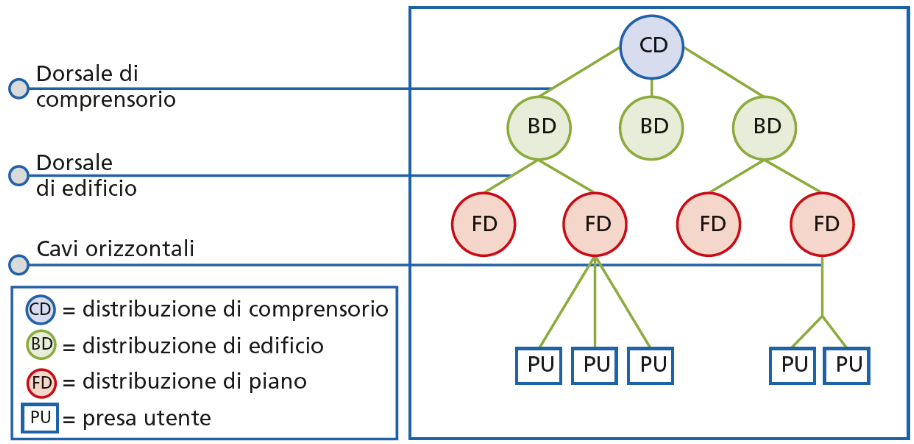 CD
Dorsale di
comprensorio
BD BD BD
Dorsale
di edificio
FD FD FD FD
Cavi orizzontali
CD = distribuzione di comprensorio
BD = distribuzione di edificio
FD = distribuzione di piano
PU = presa utente
PU PU PU PU PU